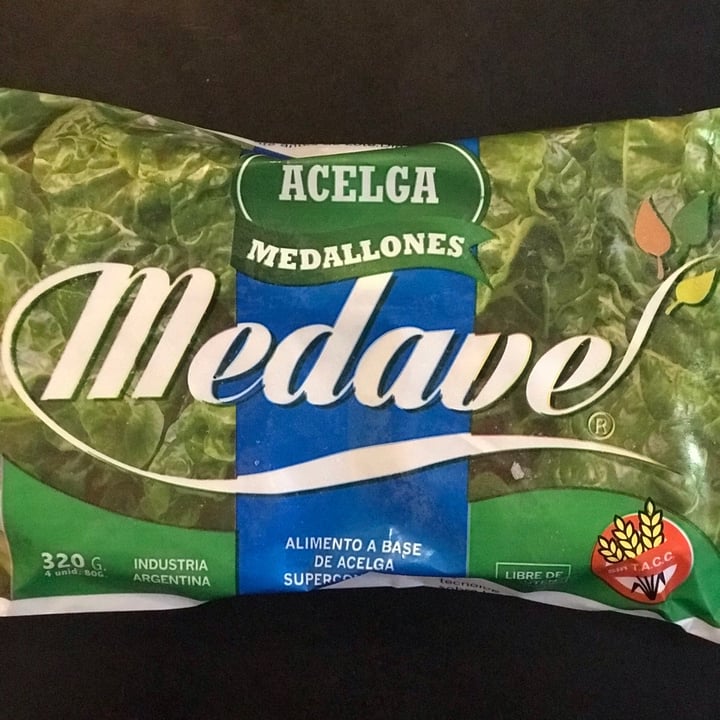 ACELGA
MEDALLONES
Medavel
®
320 G.
4 unid. 80G.
INDUSTRIA
ARGENTINA
ALIMENTO A BASE
DE ACELGA
LIBRE DE
sin T.A.C.C.